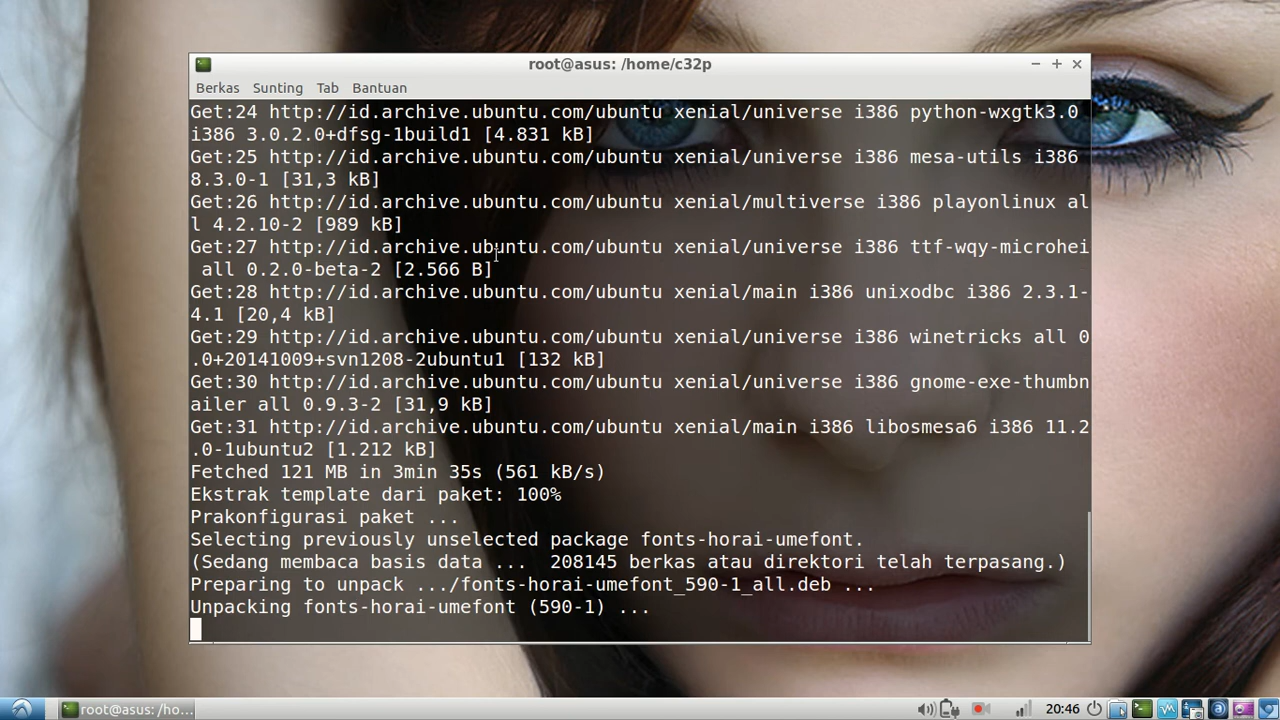 root@asus: /home/c32p
Berkas Sunting Tab Bantuan
Get:24 http://id.archive.ubuntu.com/ubuntu xenial/universe i386 python-wxgtk3.0
i386 3.0.2.0+dfsg-1build1 [4.831 kB]
Get:25 http://id.archive.ubuntu.com/ubuntu xenial/universe i386 mesa-utils i386
8.3.0-1 [31,3 kB]
Get:26 http://id.archive.ubuntu.com/ubuntu xenial/multiverse i386 playonlinux al
l 4.2.10-2 [989 kB]
Get:27 http://id.archive.ubuntu.com/ubuntu xenial/universe i386 ttf-wqy-microhei
all 0.2.0-beta-2 [2.566 B]
Get:28 http://id.archive.ubuntu.com/ubuntu xenial/main i386 unixodbc i386 2.3.1-
4.1 [20,4 kB]
Get:29 http://id.archive.ubuntu.com/ubuntu xenial/universe i386 winetricks all 0
.0+20141009+svn1208-2ubuntu1 [132 kB]
Get:30 http://id.archive.ubuntu.com/ubuntu xenial/universe i386 gnome-exe-thumbn
ailer all 0.9.3-2 [31,9 kB]
Get:31 http://id.archive.ubuntu.com/ubuntu xenial/main i386 libosmesa6 i386 11.2
.0-1ubuntu2 [1.212 kB]
Fetched 121 MB in 3min 35s (561 kB/s)
Ekstrak template dari paket: 100%
Prakonfigurasi paket ...
Selecting previously unselected package fonts-horai-umefont.
(Sedang membaca basis data ...  208145 berkas atau direktori telah terpasang.)
Preparing to unpack .../fonts-horai-umefont_590-1_all.deb ...
Unpacking fonts-horai-umefont (590-1) ...
root@asus: /ho... 20:46